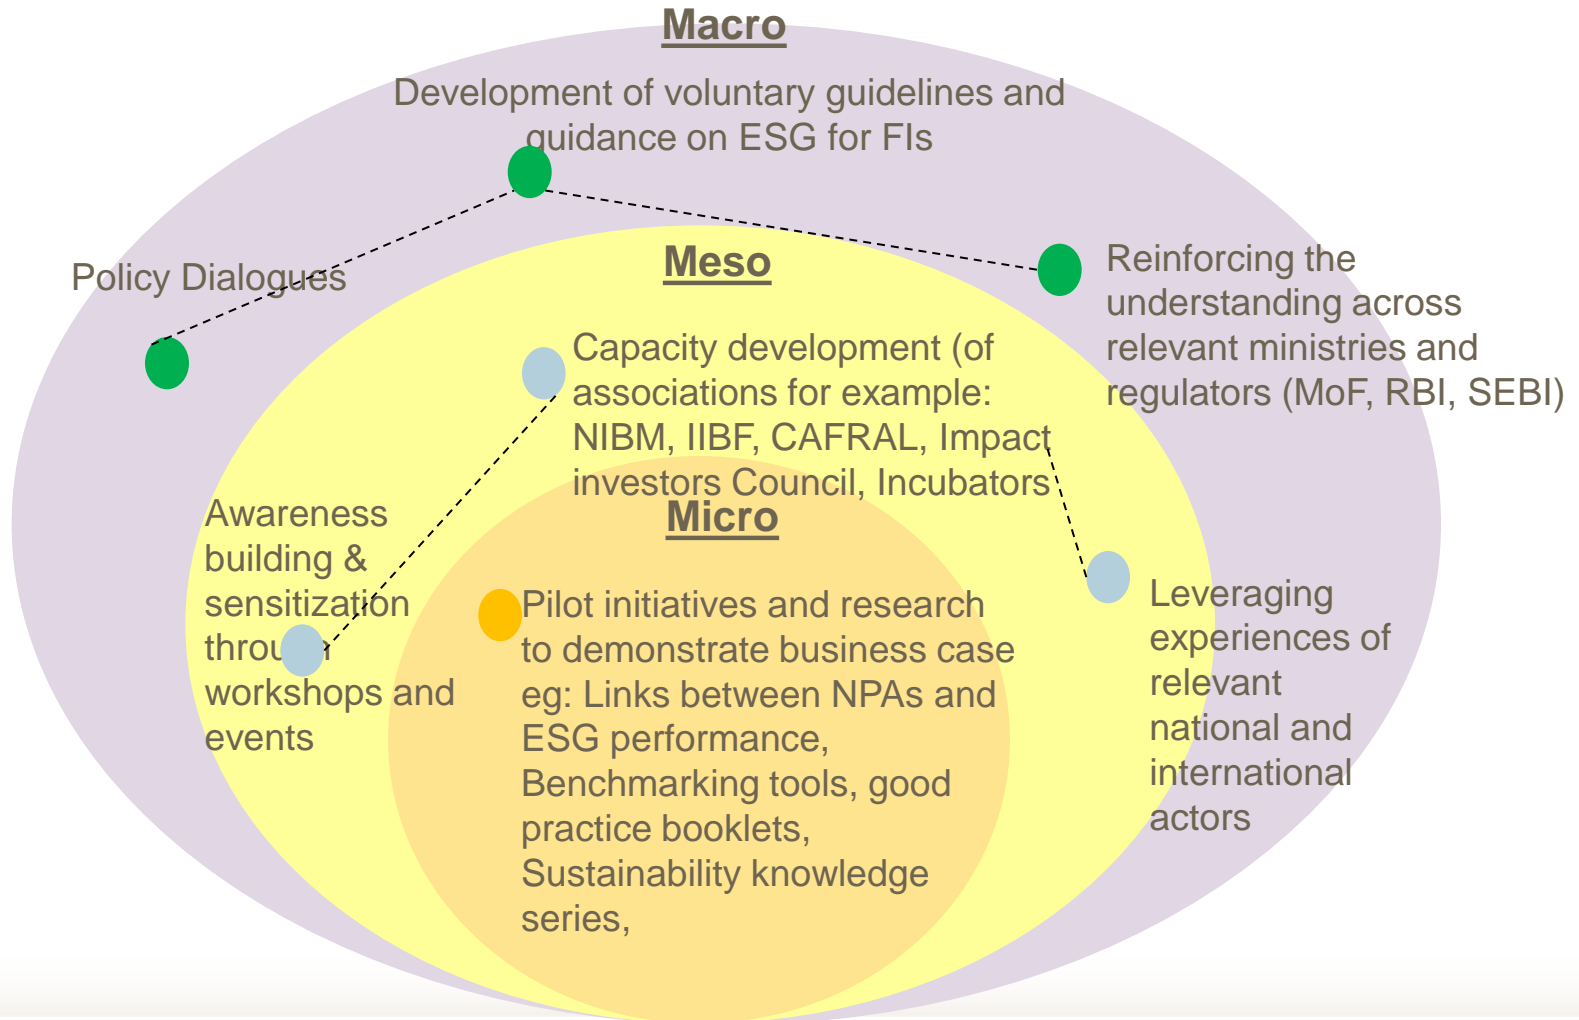 Macro
Development of voluntary guidelines and
guidance on ESG for FIs
Policy Dialogues
Reinforcing the
understanding across
relevant ministries and
regulators (MoF, RBI, SEBI)
Meso
Capacity development (of
associations for example:
NIBM, IIBF, CAFRAL, Impact
investors Council, Incubators
Awareness
building &
sensitization
through
workshops and
events
Leveraging
experiences of
relevant
national and
international
actors
Micro
Pilot initiatives and research
to demonstrate business case
eg: Links between NPAs and
ESG performance,
Benchmarking tools, good
practice booklets,
Sustainability knowledge
series,